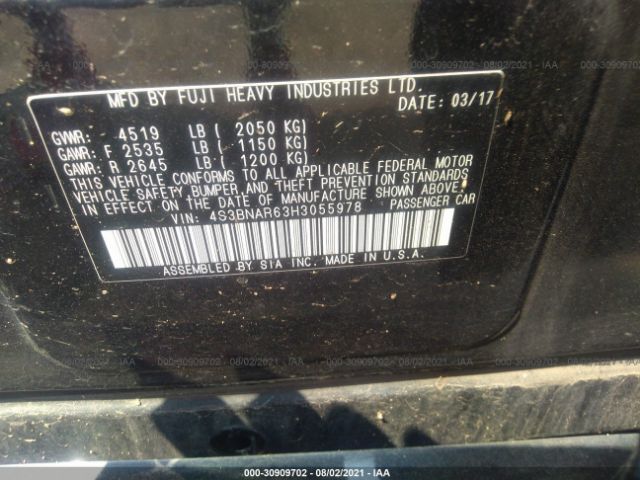 MFD BY FUJI HEAVY INDUSTRIES LTD.
DATE: 03/17
GVWR: 4519 LB ( 2050 KG)
GAWR: F 2535 LB ( 1150 KG)
GAWR: R 2645 LB ( 1200 KG)
THIS VEHICLE CONFORMS TO ALL APPLICABLE FEDERAL MOTOR
VEHICLE SAFETY, BUMPER, AND THEFT PREVENTION STANDARDS
IN EFFECT ON THE DATE OF MANUFACTURE SHOWN ABOVE.
VIN: 4S3BNAR63H3055978 PASSENGER CAR
ASSEMBLED BY SIA INC. MADE IN U.S.A.
000-30909702 - 08/02/2021 - IAA